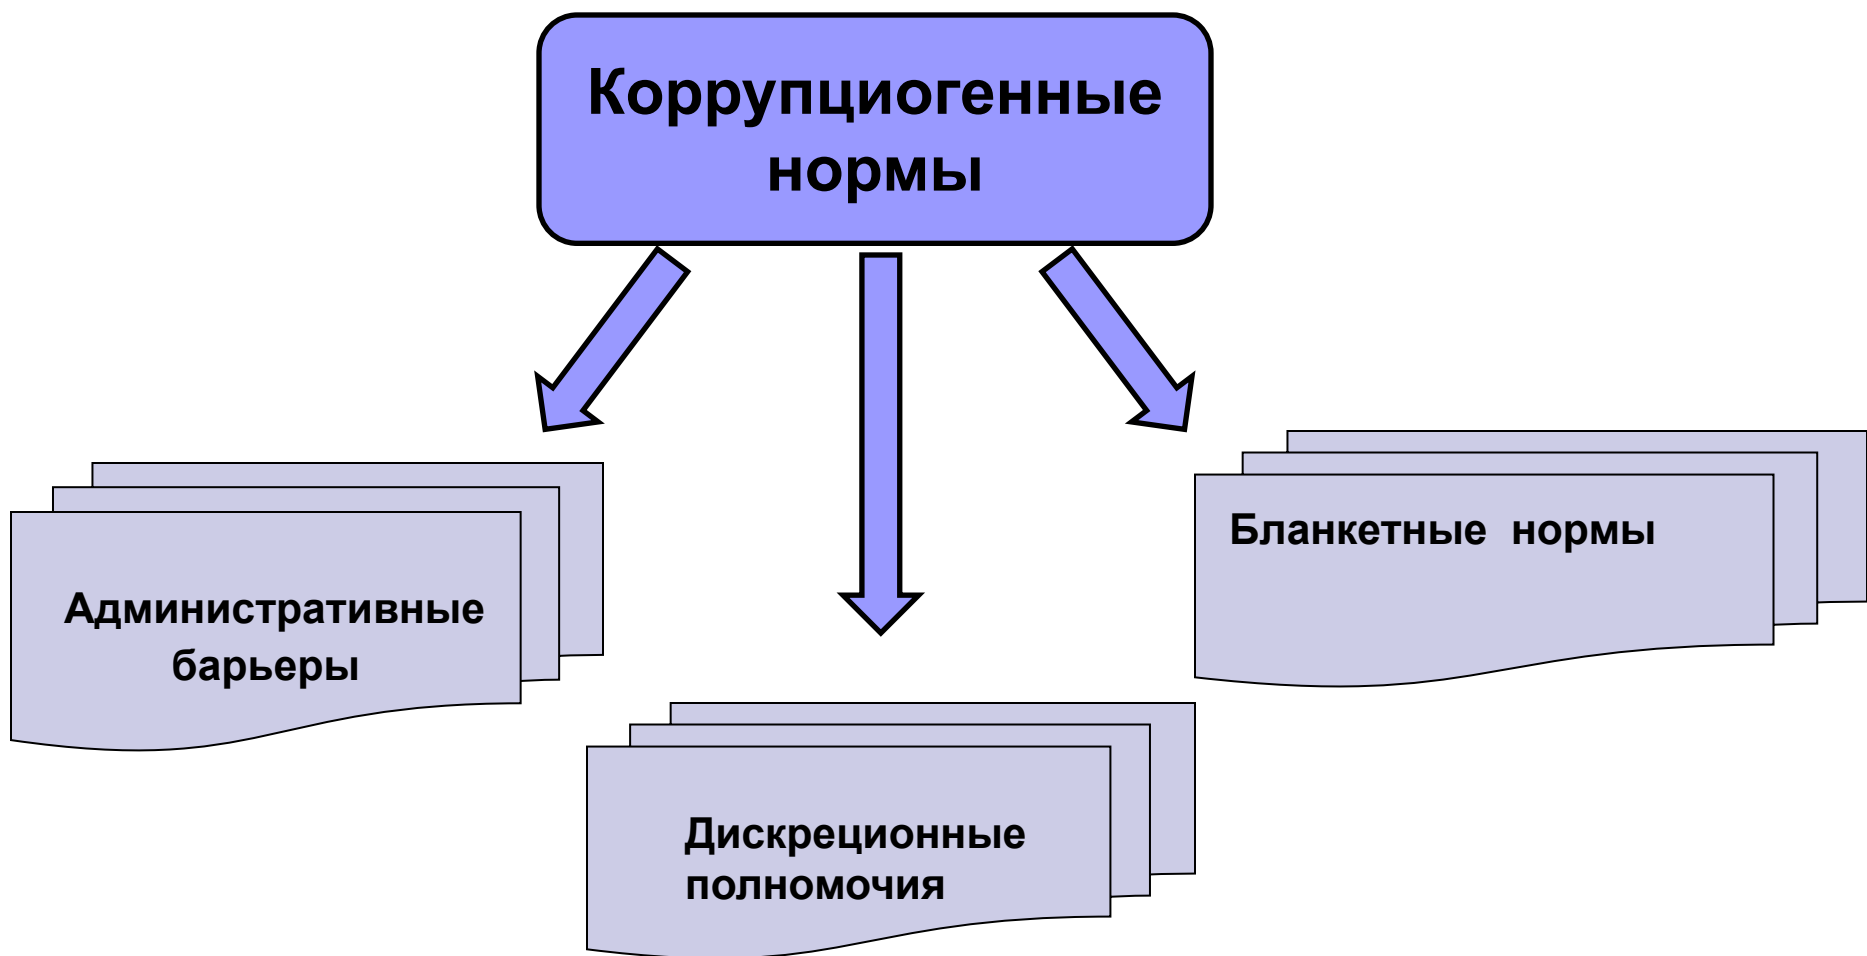 Коррупциогенные
нормы
Административные
барьеры
Дискреционные
полномочия
Бланкетные нормы